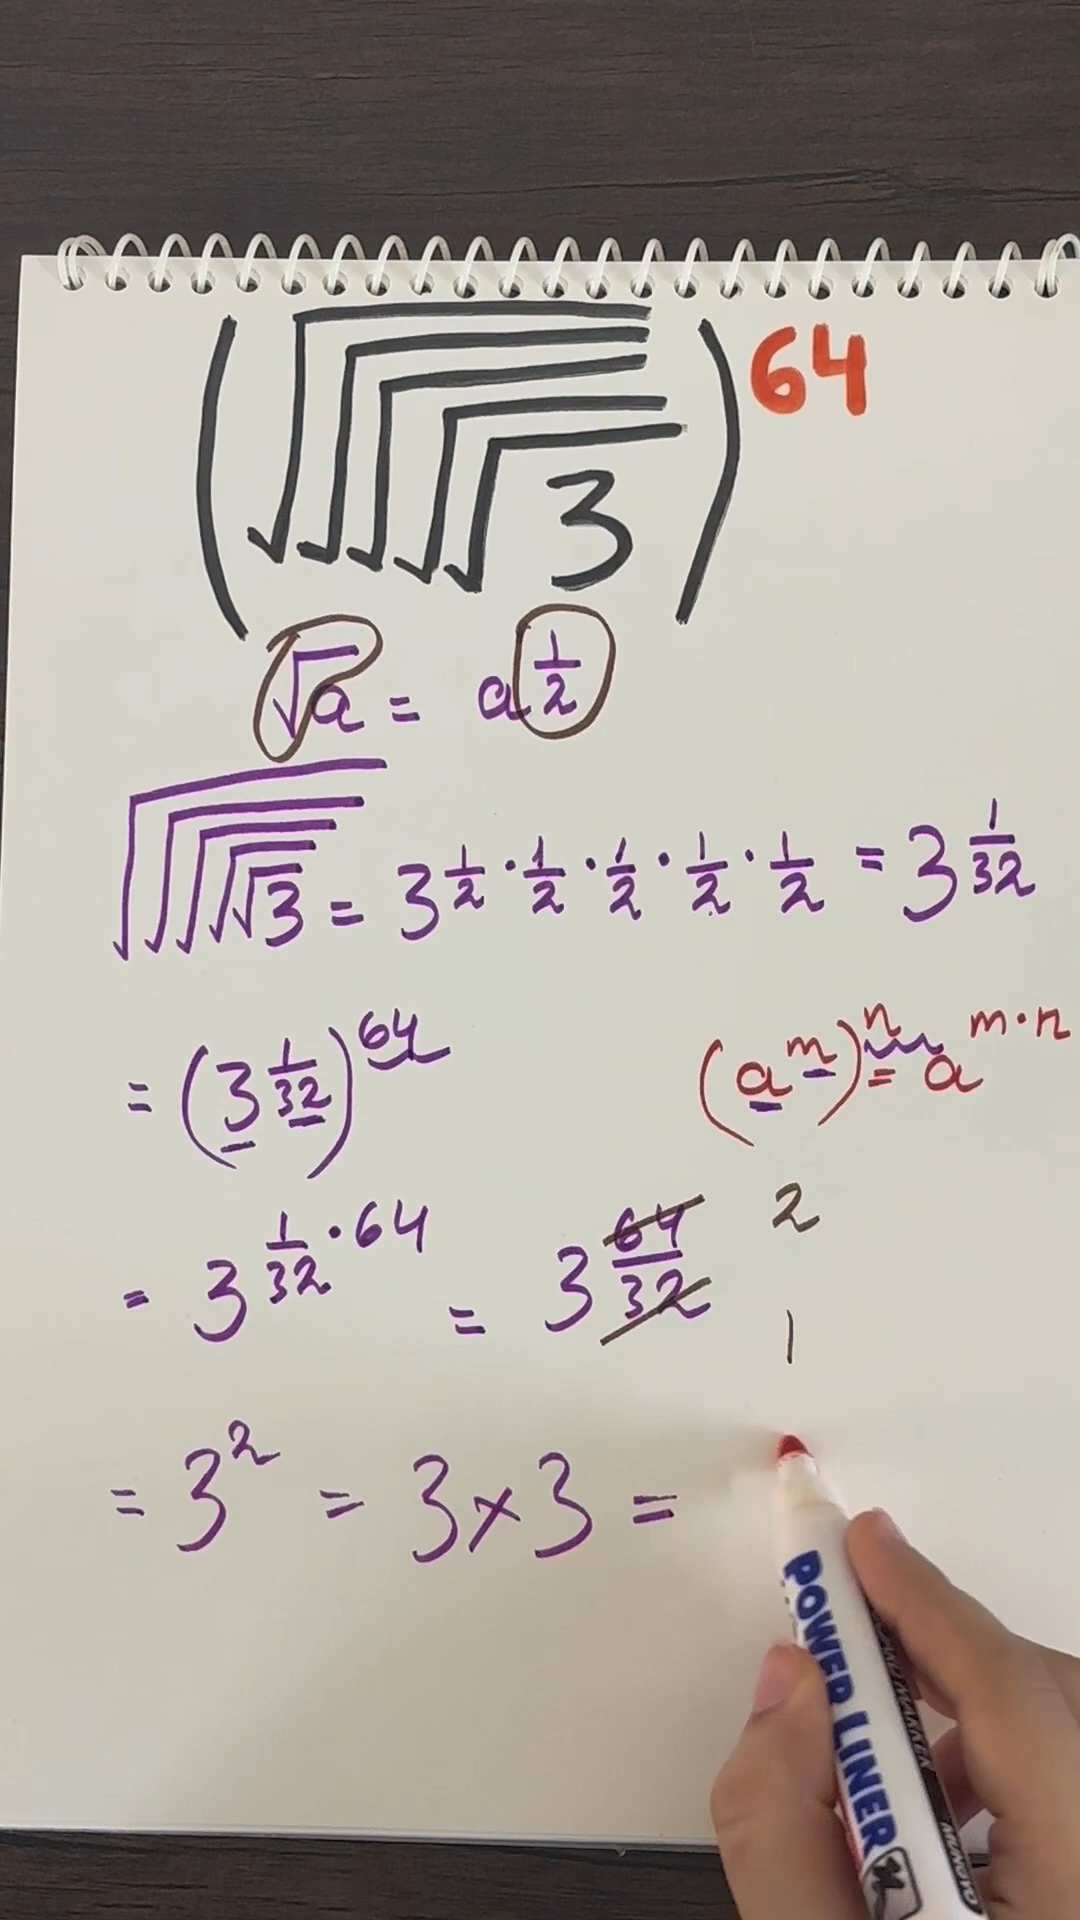 (√√√√√3)^64
√a = a^1/2
√√√√√3 = 3^1/2·1/2·1/2·1/2·1/2 = 3^1/32
= (3^1/32)^64 (a^m)^n = a^m·n
= 3^1/32·64 = 3^64/32 2 1
= 3^2 = 3×3 =
POWER LINER
MUNGYO